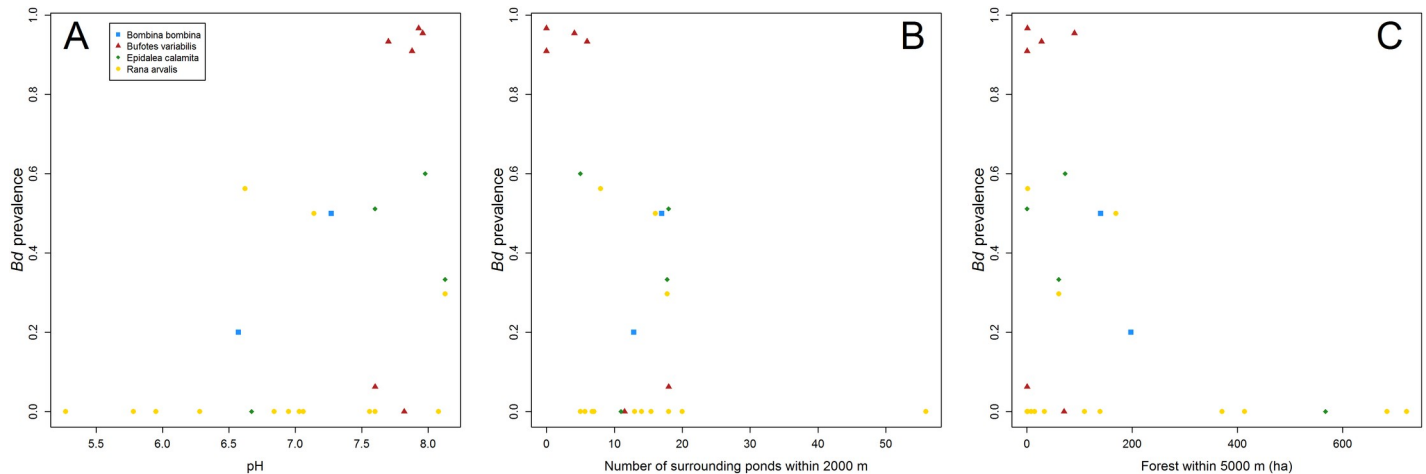 A
Bombina bombina
Bufotes variabilis
Epidalea calamita
Rana arvalis
Bd prevalence
0.0 0.2 0.4 0.6 0.8 1.0
5.5 6.0 6.5 7.0 7.5 8.0
pH
B
Bd prevalence
0.0 0.2 0.4 0.6 0.8 1.0
0 10 20 30 40 50
Number of surrounding ponds within 2000 m
C
Bd prevalence
0.0 0.2 0.4 0.6 0.8 1.0
0 200 400 600
Forest within 5000 m (ha)